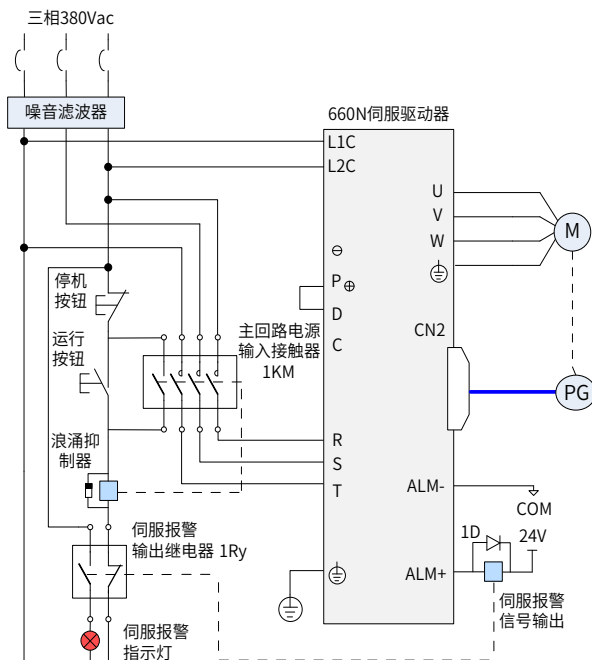 三相380Vac
噪音滤波器
660N伺服驱动器
L1C
L2C
U
V
W
M
P
D
C
CN2
停机
按钮
运行
按钮
主回路电源
输入接触器
1KM
PG
浪涌抑
制器
R
S
T
ALM-
COM
1D
24V
ALM+
伺服报警
输出继电器 1Ry
伺服报警
信号输出
伺服报警
指示灯